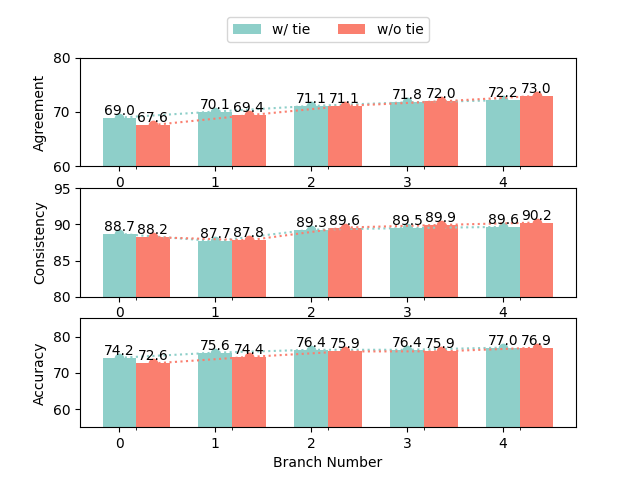 w/ tie w/o tie
80
70
60
Agreement
69.0 67.6 70.1 69.4 71.1 71.1 71.8 72.0 72.2 73.0
0 1 2 3 4
95
90
85
80
Consistency
88.7 88.2 87.7 87.8 89.3 89.6 89.5 89.9 89.6 90.2
0 1 2 3 4
80
70
60
Accuracy
74.2 72.6 75.6 74.4 76.4 75.9 76.4 75.9 77.0 76.9
0 1 2 3 4
Branch Number